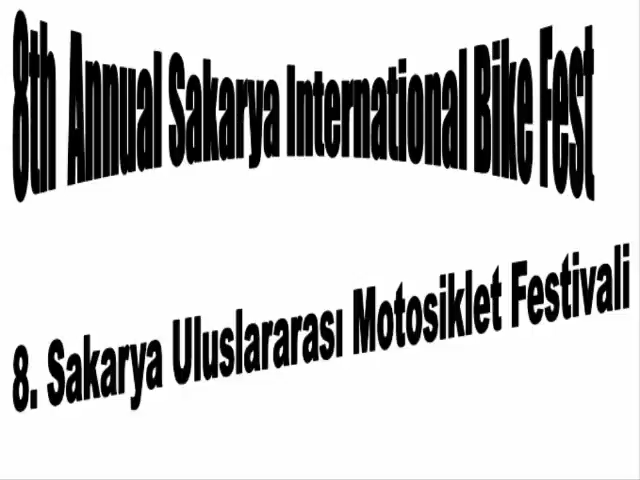 8th Annual Sakarya International Bike Fest
8. Sakarya Uluslararası Motosiklet Festivali